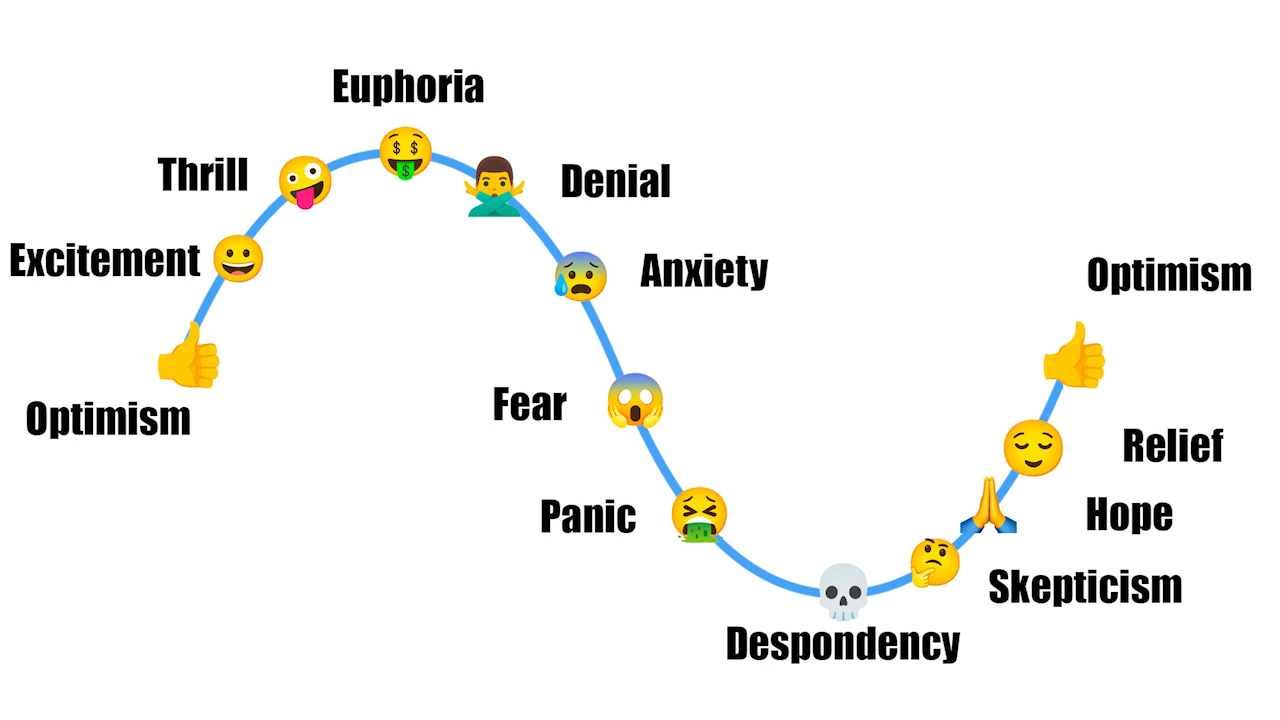 Euphoria
Thrill
Denial
Excitement
Anxiety
Optimism
Optimism
Fear
Relief
Panic
Hope
Skepticism
Despondency